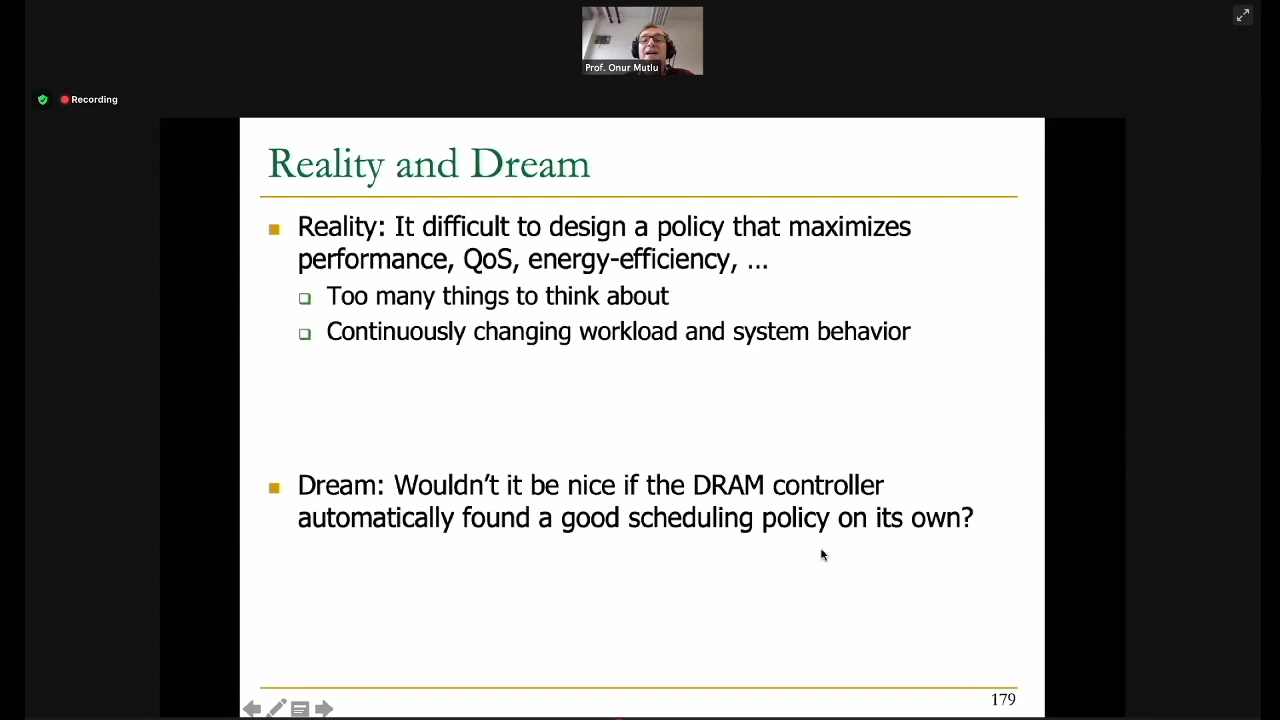 Prof. Onur Mutlu
Recording
Reality and Dream
Reality: It difficult to design a policy that maximizes
performance, QoS, energy-efficiency, ...
Too many things to think about
Continuously changing workload and system behavior
Dream: Wouldn't it be nice if the DRAM controller
automatically found a good scheduling policy on its own?
179